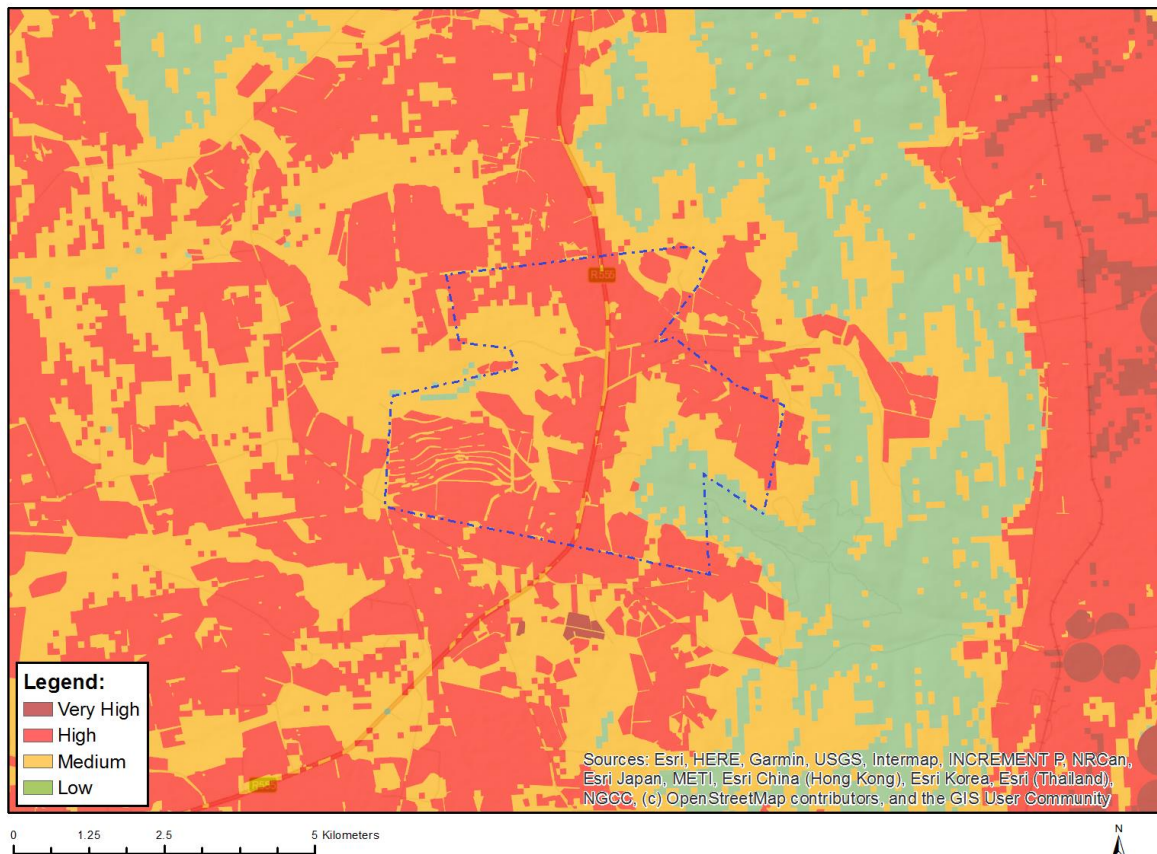 Legend:
Very High
High
Medium
Low
Sources: Esri, HERE, Garmin, USGS, Intermap, INCREMENT P, NRCan,
Esri Japan, METI, Esri China (Hong Kong), Esri Korea, Esri (Thailand),
NGCC, (c) OpenStreetMap contributors, and the GIS User Community
0 1.25 2.5 5 Kilometers
N